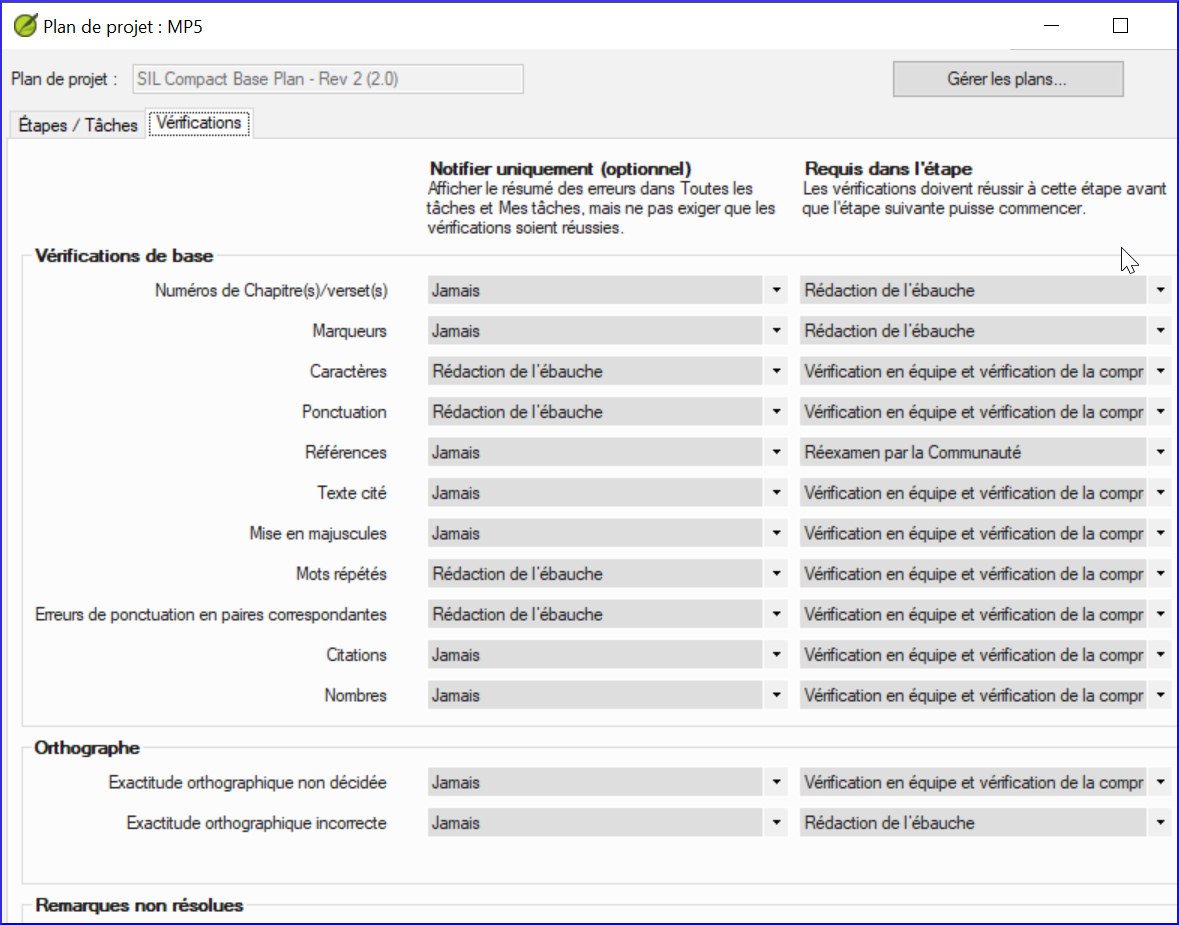 Plan de projet : MP5
Plan de projet : SIL Compact Base Plan - Rev 2 (2.0) Gérer les plans...
Étapes / Tâches Vérifications
Notifier uniquement (optionnel) Requis dans l'étape
Afficher le résumé des erreurs dans Toutes les Les vérifications doivent réussir à cette étape avant
tâches et Mes tâches, mais ne pas exiger que les que l'étape suivante puisse commencer.
vérifications soient réussies.
Vérifications de base
Numéros de Chapitre(s)/verset(s) Jamais Rédaction de l'ébauche
Marqueurs Jamais Rédaction de l'ébauche
Caractères Rédaction de l'ébauche Vérification en équipe et vérification de la compr
Ponctuation Rédaction de l'ébauche Vérification en équipe et vérification de la compr
Références Jamais Réexamen par la Communauté
Texte cité Jamais Vérification en équipe et vérification de la compr
Mise en majuscules Jamais Vérification en équipe et vérification de la compr
Mots répétés Rédaction de l'ébauche Vérification en équipe et vérification de la compr
Erreurs de ponctuation en paires correspondantes Rédaction de l'ébauche Vérification en équipe et vérification de la compr
Citations Jamais Vérification en équipe et vérification de la compr
Nombres Jamais Vérification en équipe et vérification de la compr
Orthographe
Exactitude orthographique non décidée Jamais Vérification en équipe et vérification de la compr
Exactitude orthographique incorrecte Jamais Rédaction de l'ébauche
Remarques non résolues